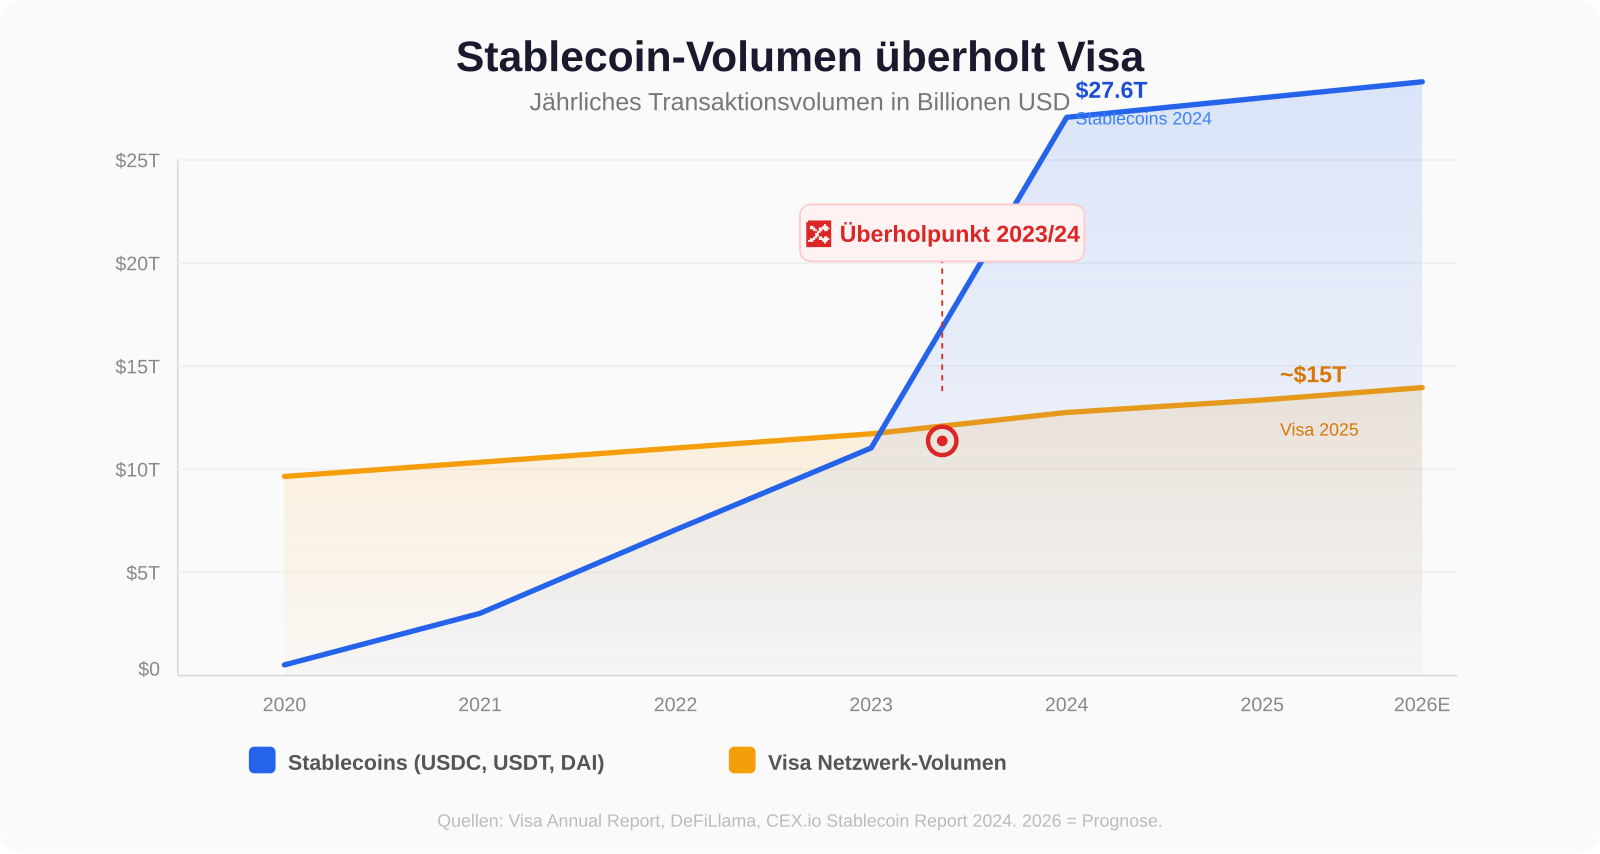 Stablecoin-Volumen überholt Visa
Jährliches Transaktionsvolumen in Billionen USD
$27.6T
Stablecoins 2024
$25T
Überholpunkt 2023/24
$20T
$15T
~$15T
Visa 2025
$10T
$5T
$0
2020 2021 2022 2023 2024 2025 2026E
Stablecoins (USDC, USDT, DAI)
Visa Netzwerk-Volumen
Quellen: Visa Annual Report, DeFiLlama, CEX.io Stablecoin Report 2024. 2026 = Prognose.